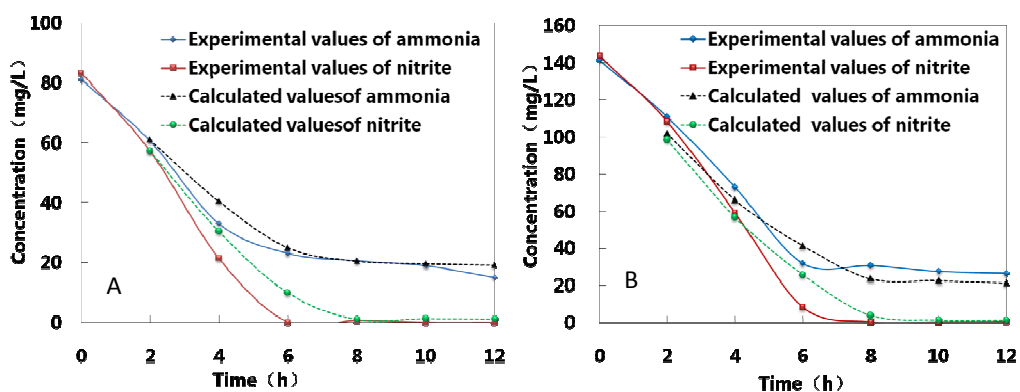 100
80
60
40
20
0
Concentration（mg/L）
Experimental values of ammonia
Experimental values of nitrite
Calculated valuesof ammonia
Calculated valuesof nitrite
A
0 2 4 6 8 10 12
Time（h）
160
140
120
100
80
60
40
20
0
Concentration（mg/L）
Experimental values of ammonia
Experimental values of nitrite
Calculated values of ammonia
Calculated values of nitrite
B
0 2 4 6 8 10 12
Time（h）